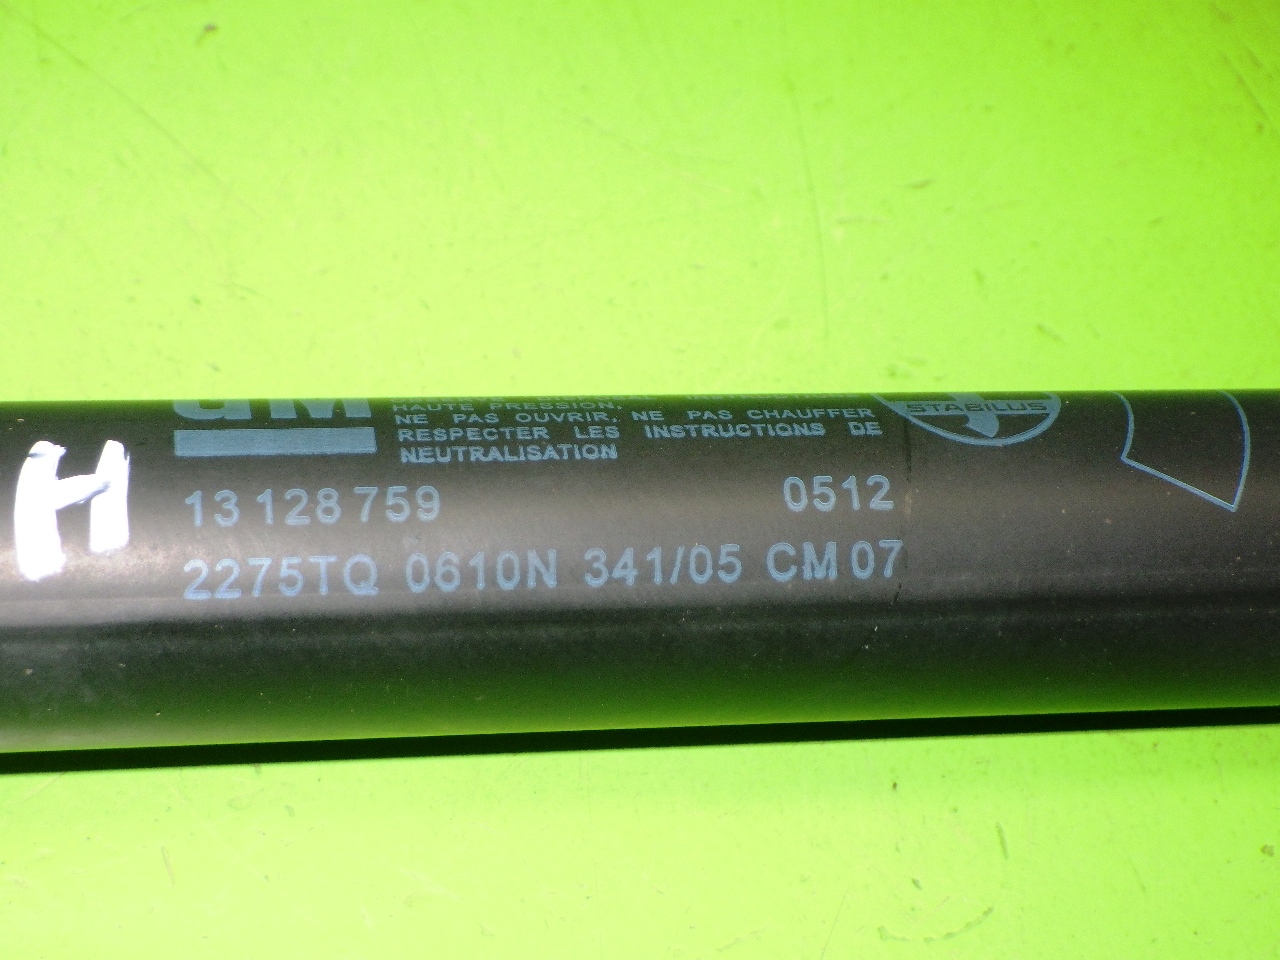 H
GM
HAUTE PRESSION,
NE PAS OUVRIR, NE PAS CHAUFFER
RESPECTER LES INSTRUCTIONS DE
NEUTRALISATION
STABILUS
13 128 759 0512
2275TQ 0610N 341/05 CM 07